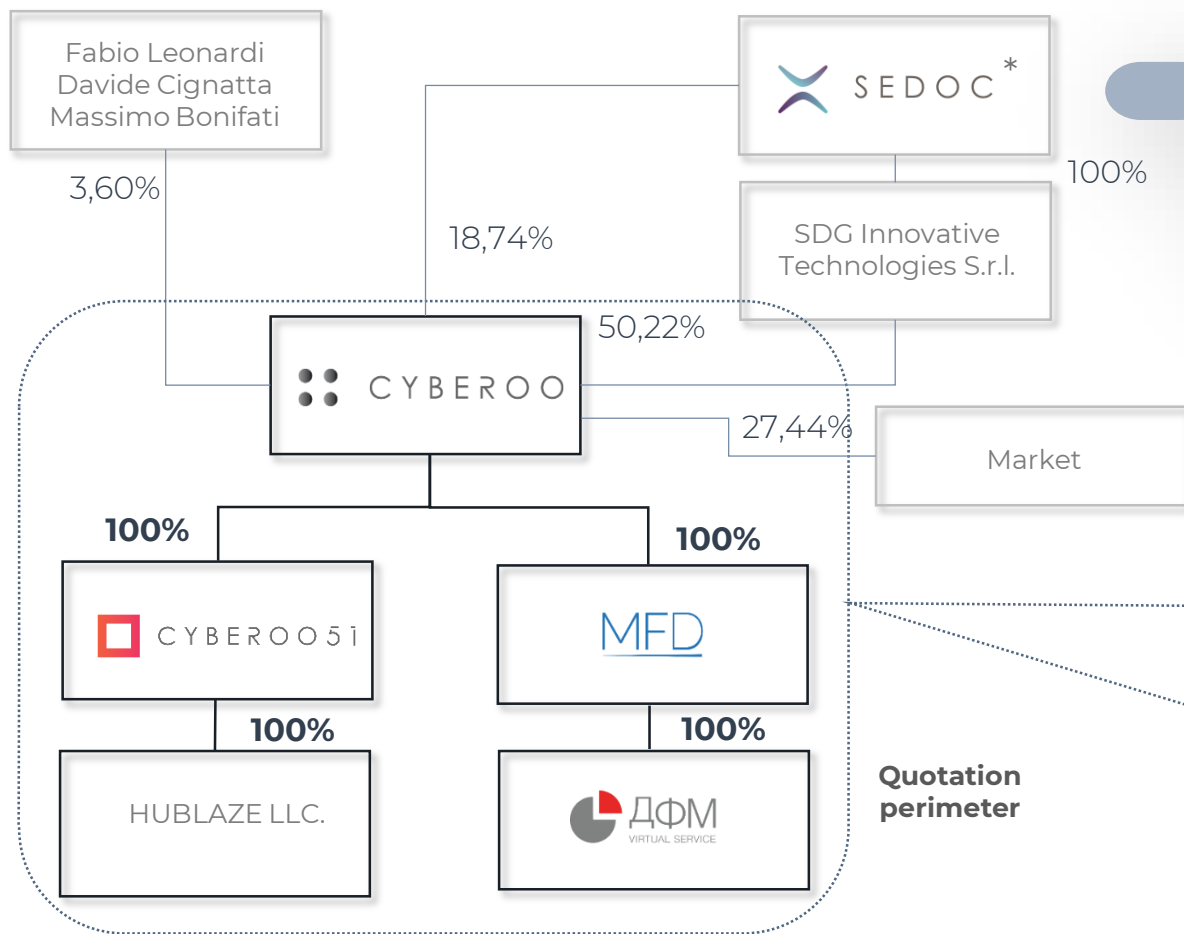 Fabio Leonardi
Davide Cignatta
Massimo Bonifati
SEDOC*
3,60%
100%
18,74%
SDG Innovative
Technologies S.r.l.
50,22%
CYBEROO
27,44%
Market
100%
100%
CYBEROO51
MFD
100%
100%
HUBLAZE LLC.
ДФМ
VIRTUAL SERVICE
Quotation
perimeter